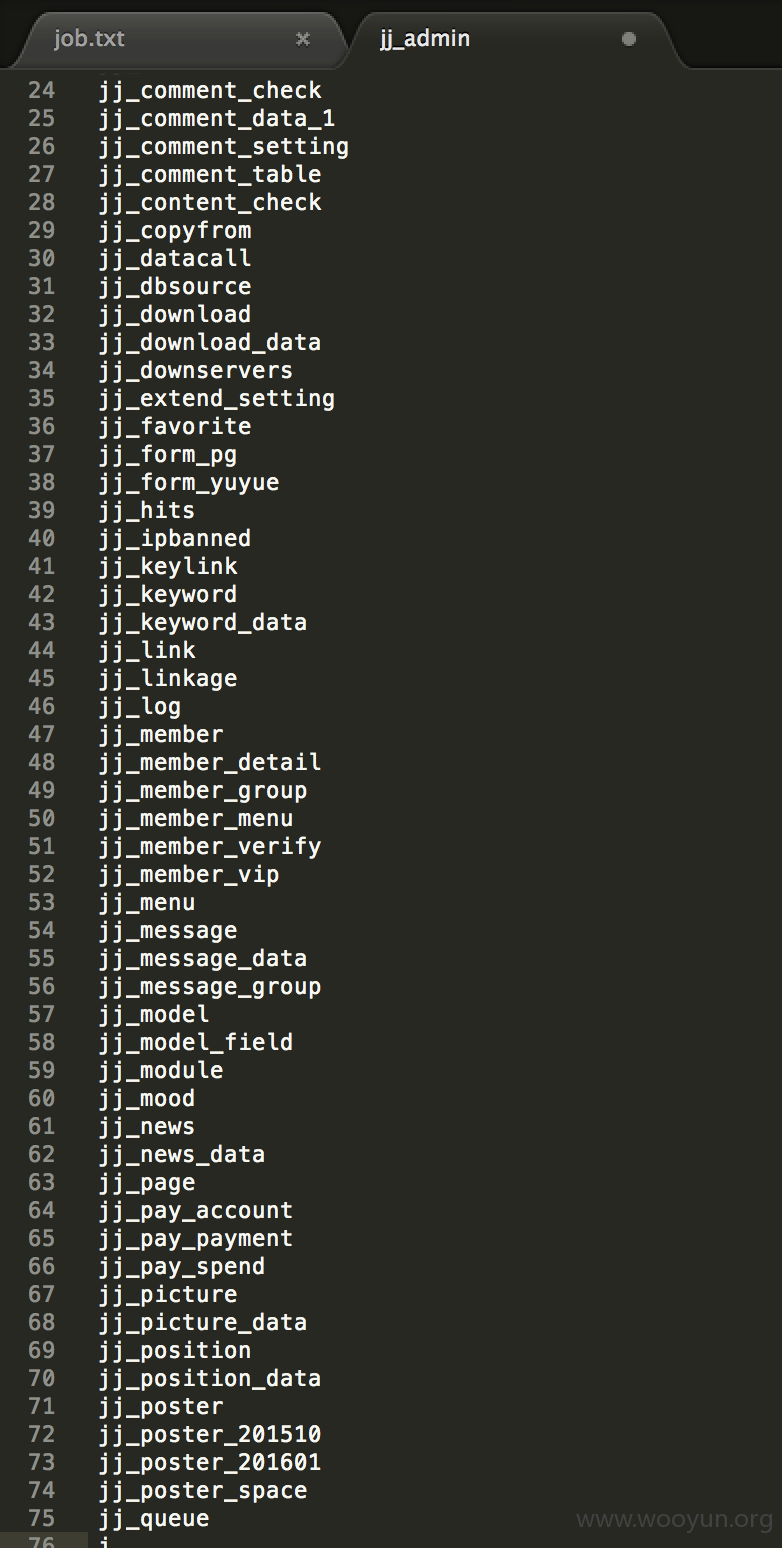 job.txt
jj_admin
24 jj_comment_check
25 jj_comment_data_1
26 jj_comment_setting
27 jj_comment_table
28 jj_content_check
29 jj_copyfrom
30 jj_datacall
31 jj_dbsource
32 jj_download
33 jj_download_data
34 jj_downservers
35 jj_extend_setting
36 jj_favorite
37 jj_form_pg
38 jj_form_yuyue
39 jj_hits
40 jj_ipbanned
41 jj_keylink
42 jj_keyword
43 jj_keyword_data
44 jj_link
45 jj_linkage
46 jj_log
47 jj_member
48 jj_member_detail
49 jj_member_group
50 jj_member_menu
51 jj_member_verify
52 jj_member_vip
53 jj_menu
54 jj_message
55 jj_message_data
56 jj_message_group
57 jj_model
58 jj_model_field
59 jj_module
60 jj_mood
61 jj_news
62 jj_news_data
63 jj_page
64 jj_pay_account
65 jj_pay_payment
66 jj_pay_spend
67 jj_picture
68 jj_picture_data
69 jj_position
70 jj_position_data
71 jj_poster
72 jj_poster_201510
73 jj_poster_201601
74 jj_poster_space
75 jj_queue
76
www.wooyun.org